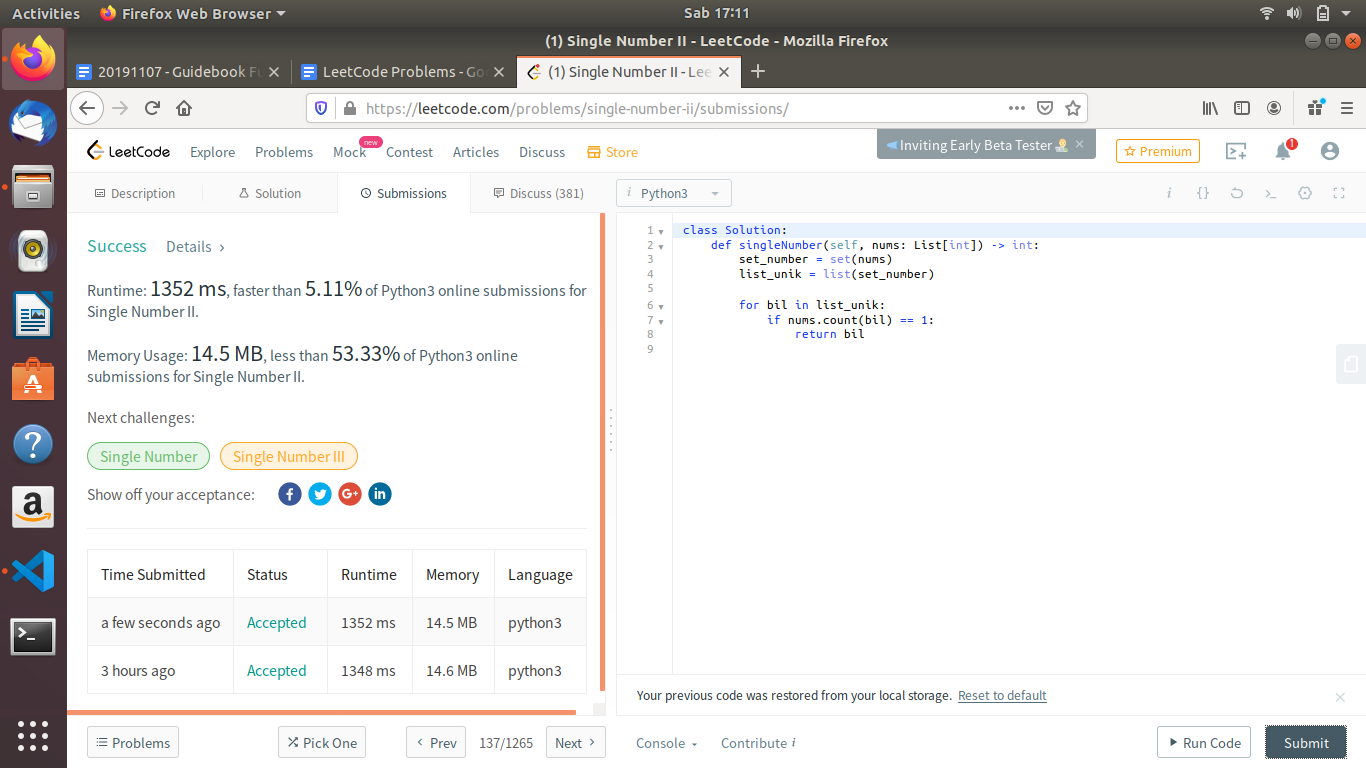 Activities Firefox Web Browser Sab 17:11
(1) Single Number II - LeetCode - Mozilla Firefox
20191107 - Guidebook F LeetCode Problems - Go (1) Single Number II - Lee
https://leetcode.com/problems/single-number-ii/submissions/
LeetCode Explore Problems Mock new Contest Articles Discuss Store Inviting Early Beta Tester Premium 1
Description Solution Submissions Discuss (381) i Python3
Success Details
Runtime: 1352 ms, faster than 5.11% of Python3 online submissions for
Single Number II.
Memory Usage: 14.5 MB, less than 53.33% of Python3 online
submissions for Single Number II.
Next challenges:
Single Number Single Number III
Show off your acceptance:
Time Submitted Status Runtime Memory Language
a few seconds ago Accepted 1352 ms 14.5 MB python3
3 hours ago Accepted 1348 ms 14.6 MB python3
1 class Solution:
2 def singleNumber(self, nums: List[int]) -> int:
3 set_number = set(nums)
4 list_unik = list(set_number)
5
6 for bil in list_unik:
7 if nums.count(bil) == 1:
8 return bil
9
Your previous code was restored from your local storage. Reset to default
Problems Pick One Prev 137/1265 Next Console Contribute i Run Code Submit